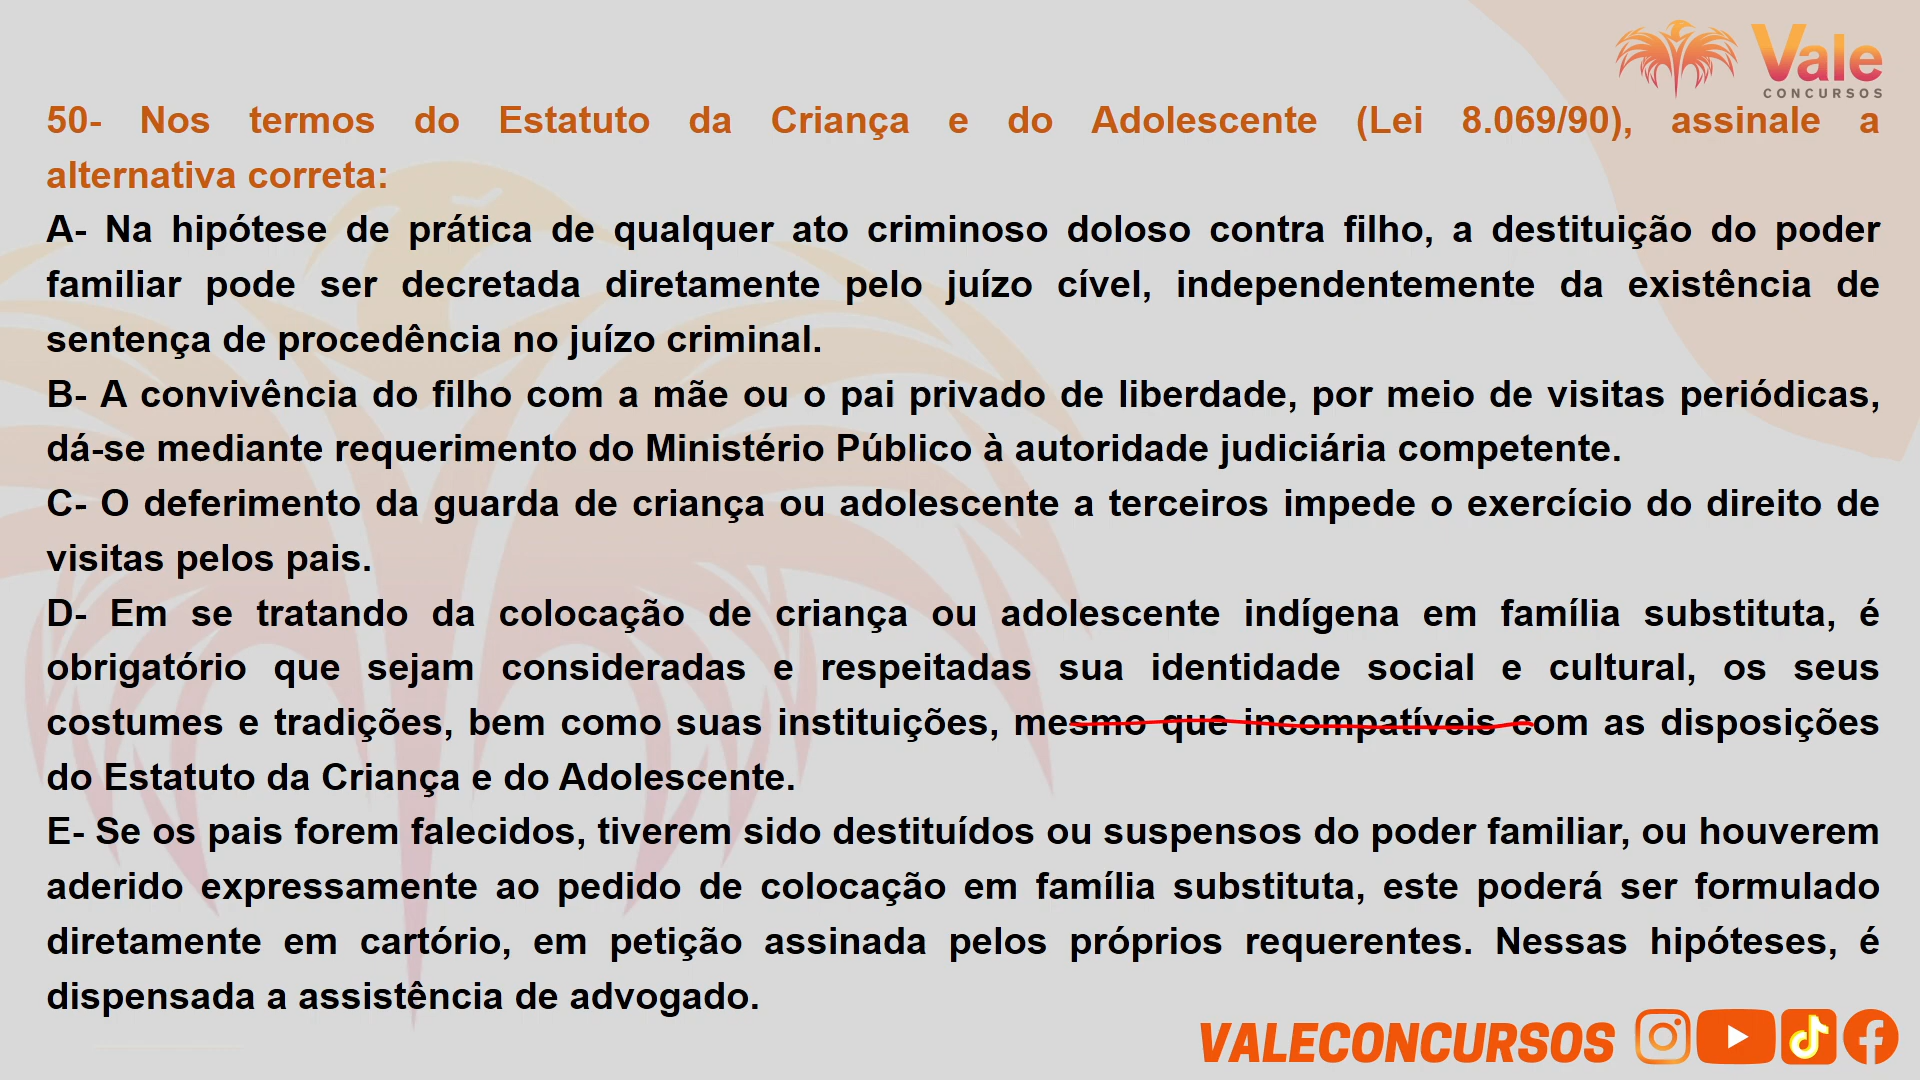 Vale
CONCURSOS
50- Nos termos do Estatuto da Criança e do Adolescente (Lei 8.069/90), assinale a
alternativa correta:
A- Na hipótese de prática de qualquer ato criminoso doloso contra filho, a destituição do poder
familiar pode ser decretada diretamente pelo juízo cível, independentemente da existência de
sentença de procedência no juízo criminal.
B- A convivência do filho com a mãe ou o pai privado de liberdade, por meio de visitas periódicas,
dá-se mediante requerimento do Ministério Público à autoridade judiciária competente.
C- O deferimento da guarda de criança ou adolescente a terceiros impede o exercício do direito de
visitas pelos pais.
D- Em se tratando da colocação de criança ou adolescente indígena em família substituta, é
obrigatório que sejam consideradas e respeitadas sua identidade social e cultural, os seus
costumes e tradições, bem como suas instituições, mesmo que incompatíveis com as disposições
do Estatuto da Criança e do Adolescente.
E- Se os pais forem falecidos, tiverem sido destituídos ou suspensos do poder familiar, ou houverem
aderido expressamente ao pedido de colocação em família substituta, este poderá ser formulado
diretamente em cartório, em petição assinada pelos próprios requerentes. Nessas hipóteses, é
dispensada a assistência de advogado.
VALECONCURSOS